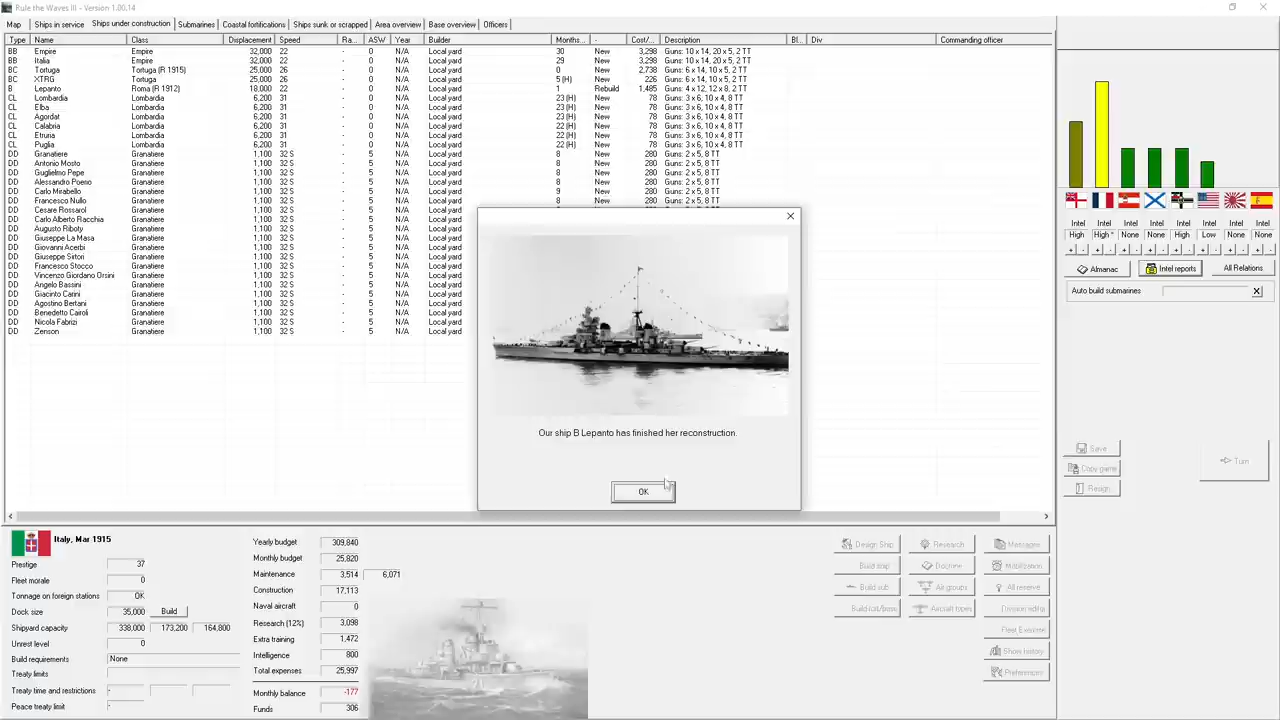 Rule the Waves III - Version 1.00.14
Map Ships in service Ships under construction Submarines Coastal fortifications Ships sunk or scrapped Area overview Base overview Officers
Type Name Class Displacement Speed Ra... ASW Year Builder Months... - Cost/... Description Bl... Div Commanding officer
BB Empire Empire 32,000 22 - 0 N/A Local yard 30 New 3,298 Guns: 10 x 14, 20 x 5, 2 TT
BB Italia Empire 32,000 22 - 0 N/A Local yard 29 New 3,298 Guns: 10 x 14, 20 x 5, 2 TT
BC Tortuga Tortuga (R 1915) 25,000 26 - 0 N/A Local yard 0 New 2,738 Guns: 6 x 14, 10 x 5, 2 TT
BC XTRG Tortuga 25,000 26 - 0 N/A Local yard 5 (H) New 226 Guns: 6 x 14, 10 x 5, 2 TT
B Lepanto Roma (R 1912) 18,000 22 - 0 N/A Local yard 1 Rebuild 1,485 Guns: 4 x 12, 12 x 8, 2 TT
CL Lombardia Lombardia 6,200 31 - 0 N/A Local yard 23 (H) New 78 Guns: 3 x 6, 10 x 4, 8 TT
CL Elba Lombardia 6,200 31 - 0 N/A Local yard 23 (H) New 78 Guns: 3 x 6, 10 x 4, 8 TT
CL Agordat Lombardia 6,200 31 - 0 N/A Local yard 23 (H) New 78 Guns: 3 x 6, 10 x 4, 8 TT
CL Calabria Lombardia 6,200 31 - 0 N/A Local yard 22 (H) New 78 Guns: 3 x 6, 10 x 4, 8 TT
CL Etruria Lombardia 6,200 31 - 0 N/A Local yard 22 (H) New 78 Guns: 3 x 6, 10 x 4, 8 TT
CL Puglia Lombardia 6,200 31 - 0 N/A Local yard 22 (H) New 78 Guns: 3 x 6, 10 x 4, 8 TT
DD Granatiere Granatiere 1,100 32 S - 5 N/A Local yard 8 New 280 Guns: 2 x 5, 8 TT
DD Antonio Mosto Granatiere 1,100 32 S - 5 N/A Local yard 8 New 280 Guns: 2 x 5, 8 TT
DD Guglielmo Pepe Granatiere 1,100 32 S - 5 N/A Local yard 8 New 280 Guns: 2 x 5, 8 TT
DD Alessandro Poerio Granatiere 1,100 32 S - 5 N/A Local yard 8 New 280 Guns: 2 x 5, 8 TT
DD Carlo Mirabello Granatiere 1,100 32 S - 5 N/A Local yard 9 New 280 Guns: 2 x 5, 8 TT
DD Francesco Nullo Granatiere 1,100 32 S - 5 N/A Local yard 8 New 280 Guns: 2 x 5, 8 TT
DD Cesare Rossarol Granatiere 1,100 32 S - 5 N/A Local yard
DD Carlo Alberto Racchia Granatiere 1,100 32 S - 5 N/A Local yard
DD Augusto Riboty Granatiere 1,100 32 S - 5 N/A Local yard
DD Giuseppe La Masa Granatiere 1,100 32 S - 5 N/A Local yard
DD Giovanni Acerbi Granatiere 1,100 32 S - 5 N/A Local yard
DD Giuseppe Sirtori Granatiere 1,100 32 S - 5 N/A Local yard
DD Francesco Stocco Granatiere 1,100 32 S - 5 N/A Local yard
DD Vincenzo Giordano Orsini Granatiere 1,100 32 S - 5 N/A Local yard
DD Angelo Bassini Granatiere 1,100 32 S - 5 N/A Local yard
DD Giacinto Carini Granatiere 1,100 32 S - 5 N/A Local yard
DD Agostino Bertani Granatiere 1,100 32 S - 5 N/A Local yard
DD Benedetto Cairoli Granatiere 1,100 32 S - 5 N/A Local yard
DD Nicola Fabrizi Granatiere 1,100 32 S - 5 N/A Local yard
DD Zenson Granatiere 1,100 32 S - 5 N/A Local yard
Our ship B Lepanto has finished her reconstruction.
OK
Intel Intel Intel Intel Intel Intel Intel Intel
High High * None None High Low None None
+ - + - + - + - + - + - + - + -
Almanac Intel reports All Relations
Auto build submarines X
Save
Copy game
Resign
Turn
Italy, Mar 1915
Prestige 37
Fleet morale 0
Tonnage on foreign stations OK
Dock size 35,000 Build
Shipyard capacity 338,000 173,200 164,800
Unrest level 0
Build requirements None
Treaty limits
Treaty time and restrictions -
Peace treaty limit -
Yearly budget 309,840
Monthly budget 25,820
Maintenance 3,514 6,071
Construction 17,113
Naval aircraft 0
Research (12%) 3,098
Extra training 1,472
Intelligence 800
Total expenses 25,997
Monthly balance -177
Funds 306
Design Ship Research Messages
Build ship Doctrine Mobilization
Build sub Air groups All reserve
Build fort/base Aircraft types Division editor
Fleet Exercise
Show history
Preferences